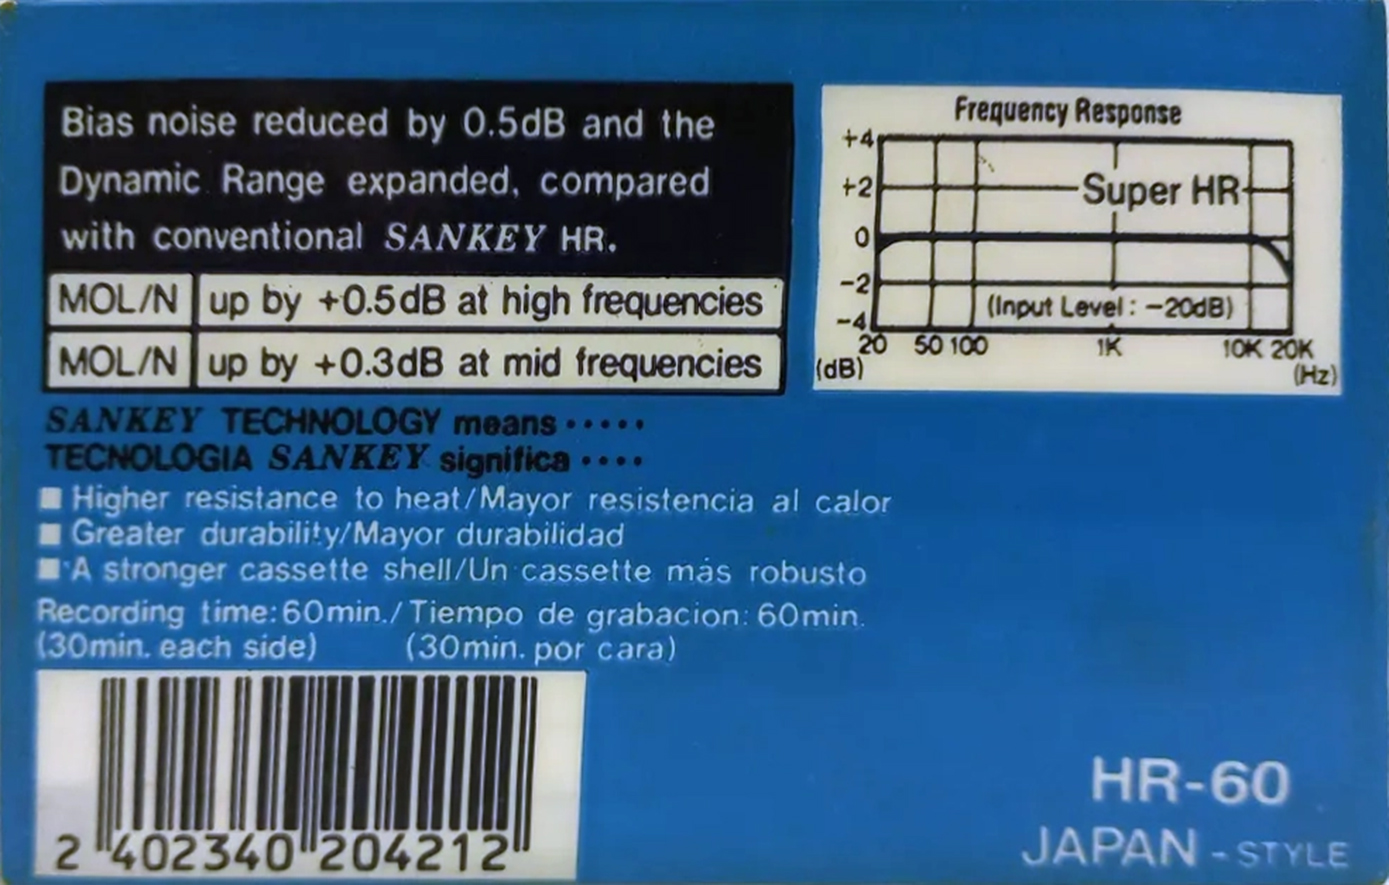 Bias noise reduced by 0.5dB and the
Dynamic Range expanded, compared
with conventional SANKEY HR.
MOL/N up by +0.5dB at high frequencies
MOL/N up by +0.3dB at mid frequencies
Frequency Response
+4
+2
Super HR
0
-2
(Input Level : -20dB)
-4
20 50 100 1K 10K 20K
(dB) (Hz)
SANKEY TECHNOLOGY means ·····
TECNOLOGIA SANKEY significa ····
■ Higher resistance to heat/Mayor resistencia al calor
■ Greater durability/Mayor durabilidad
■ A stronger cassette shell/Un cassette más robusto
Recording time:60min./Tiempo de grabacion: 60min.
(30min. each side) (30min. por cara)
2 402340 204212
HR-60
JAPAN - STYLE